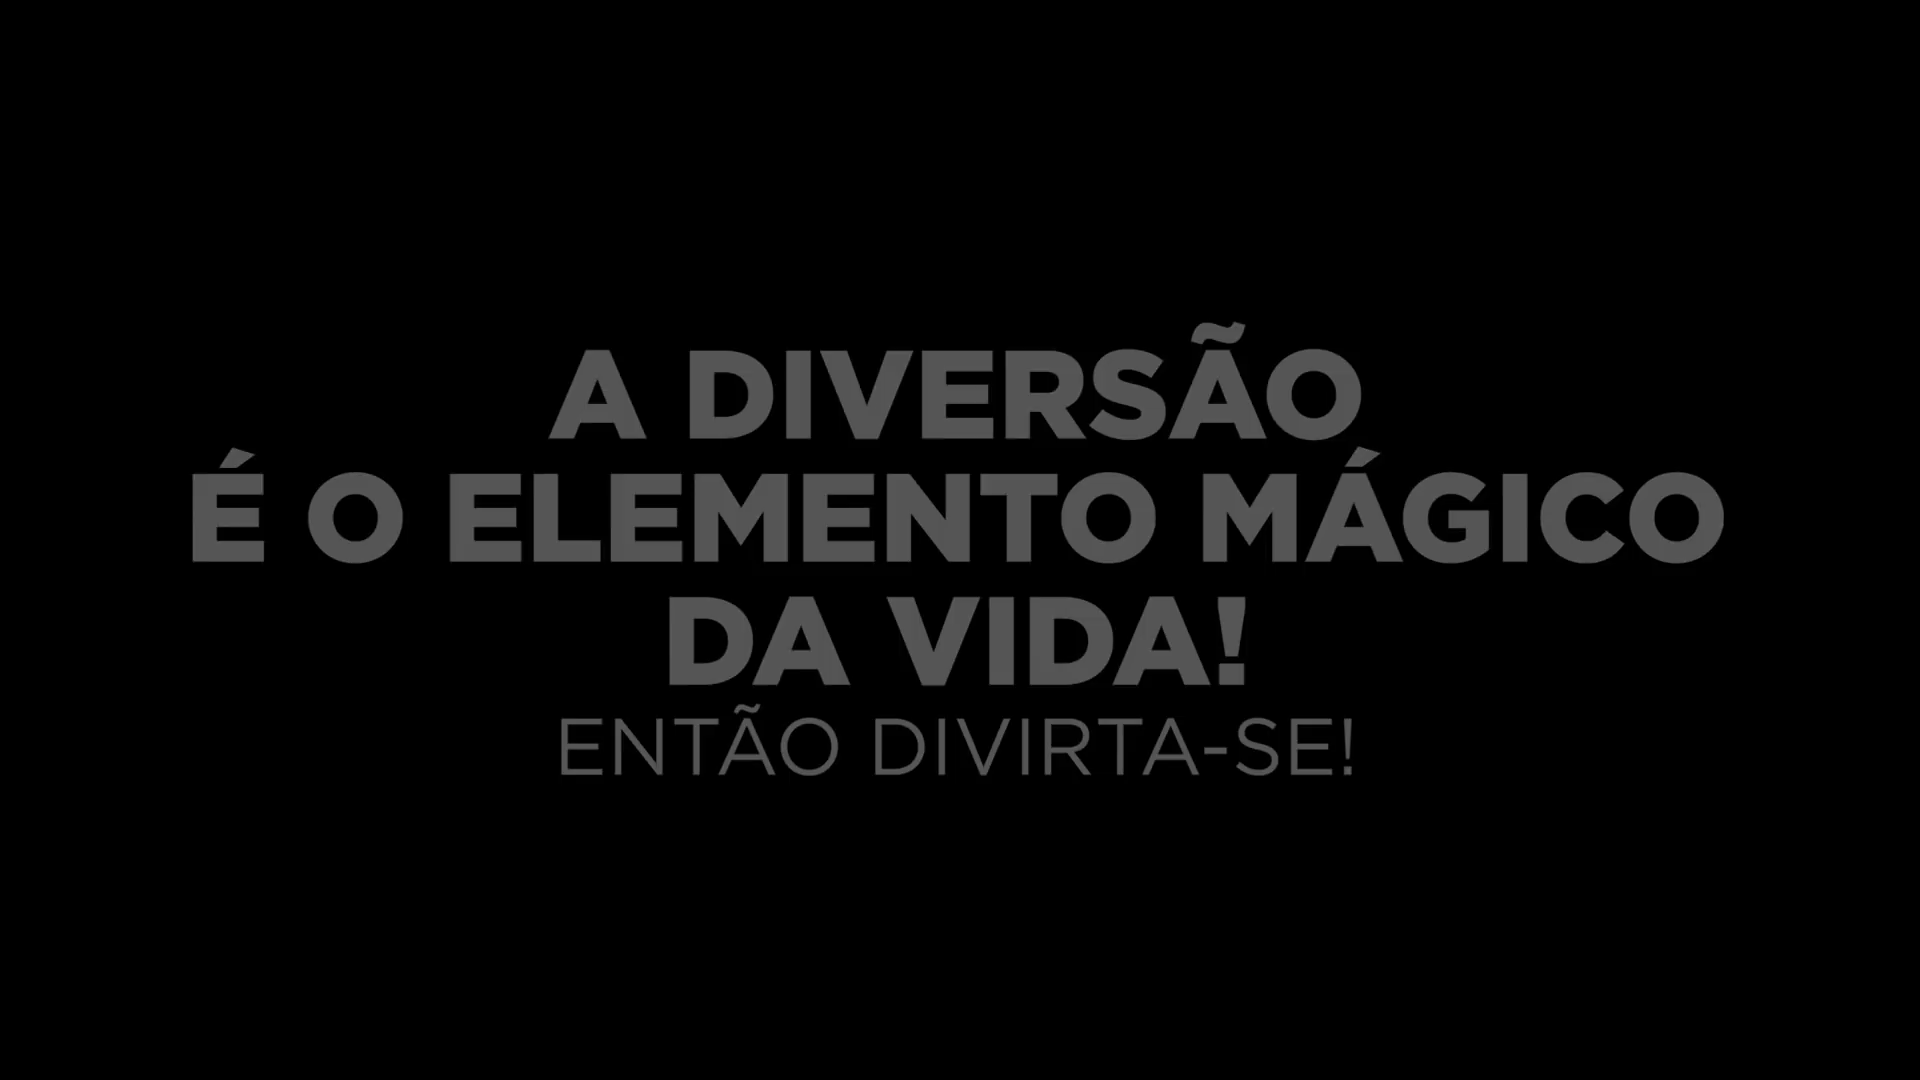 A DIVERSÃO
É O ELEMENTO MÁGICO
DA VIDA!
ENTÃO DIVIRTA-SE!